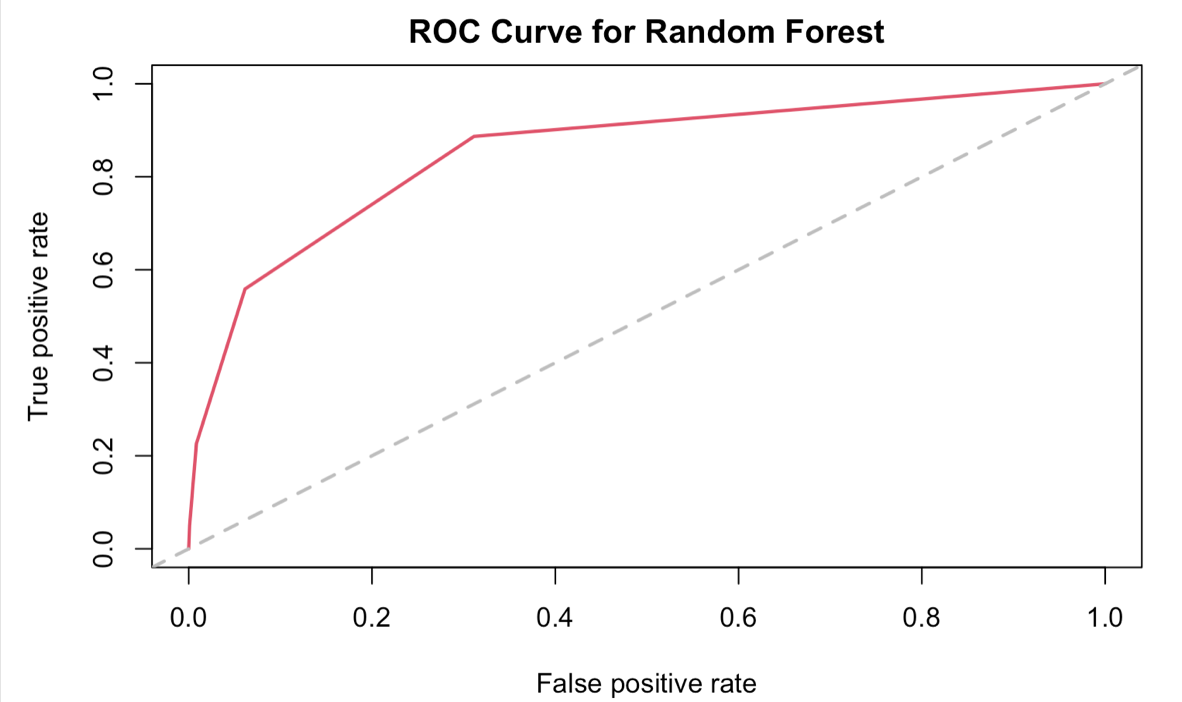 ROC Curve for Random Forest
True positive rate
1.0
0.8
0.6
0.4
0.2
0.0
0.0 0.2 0.4 0.6 0.8 1.0
False positive rate